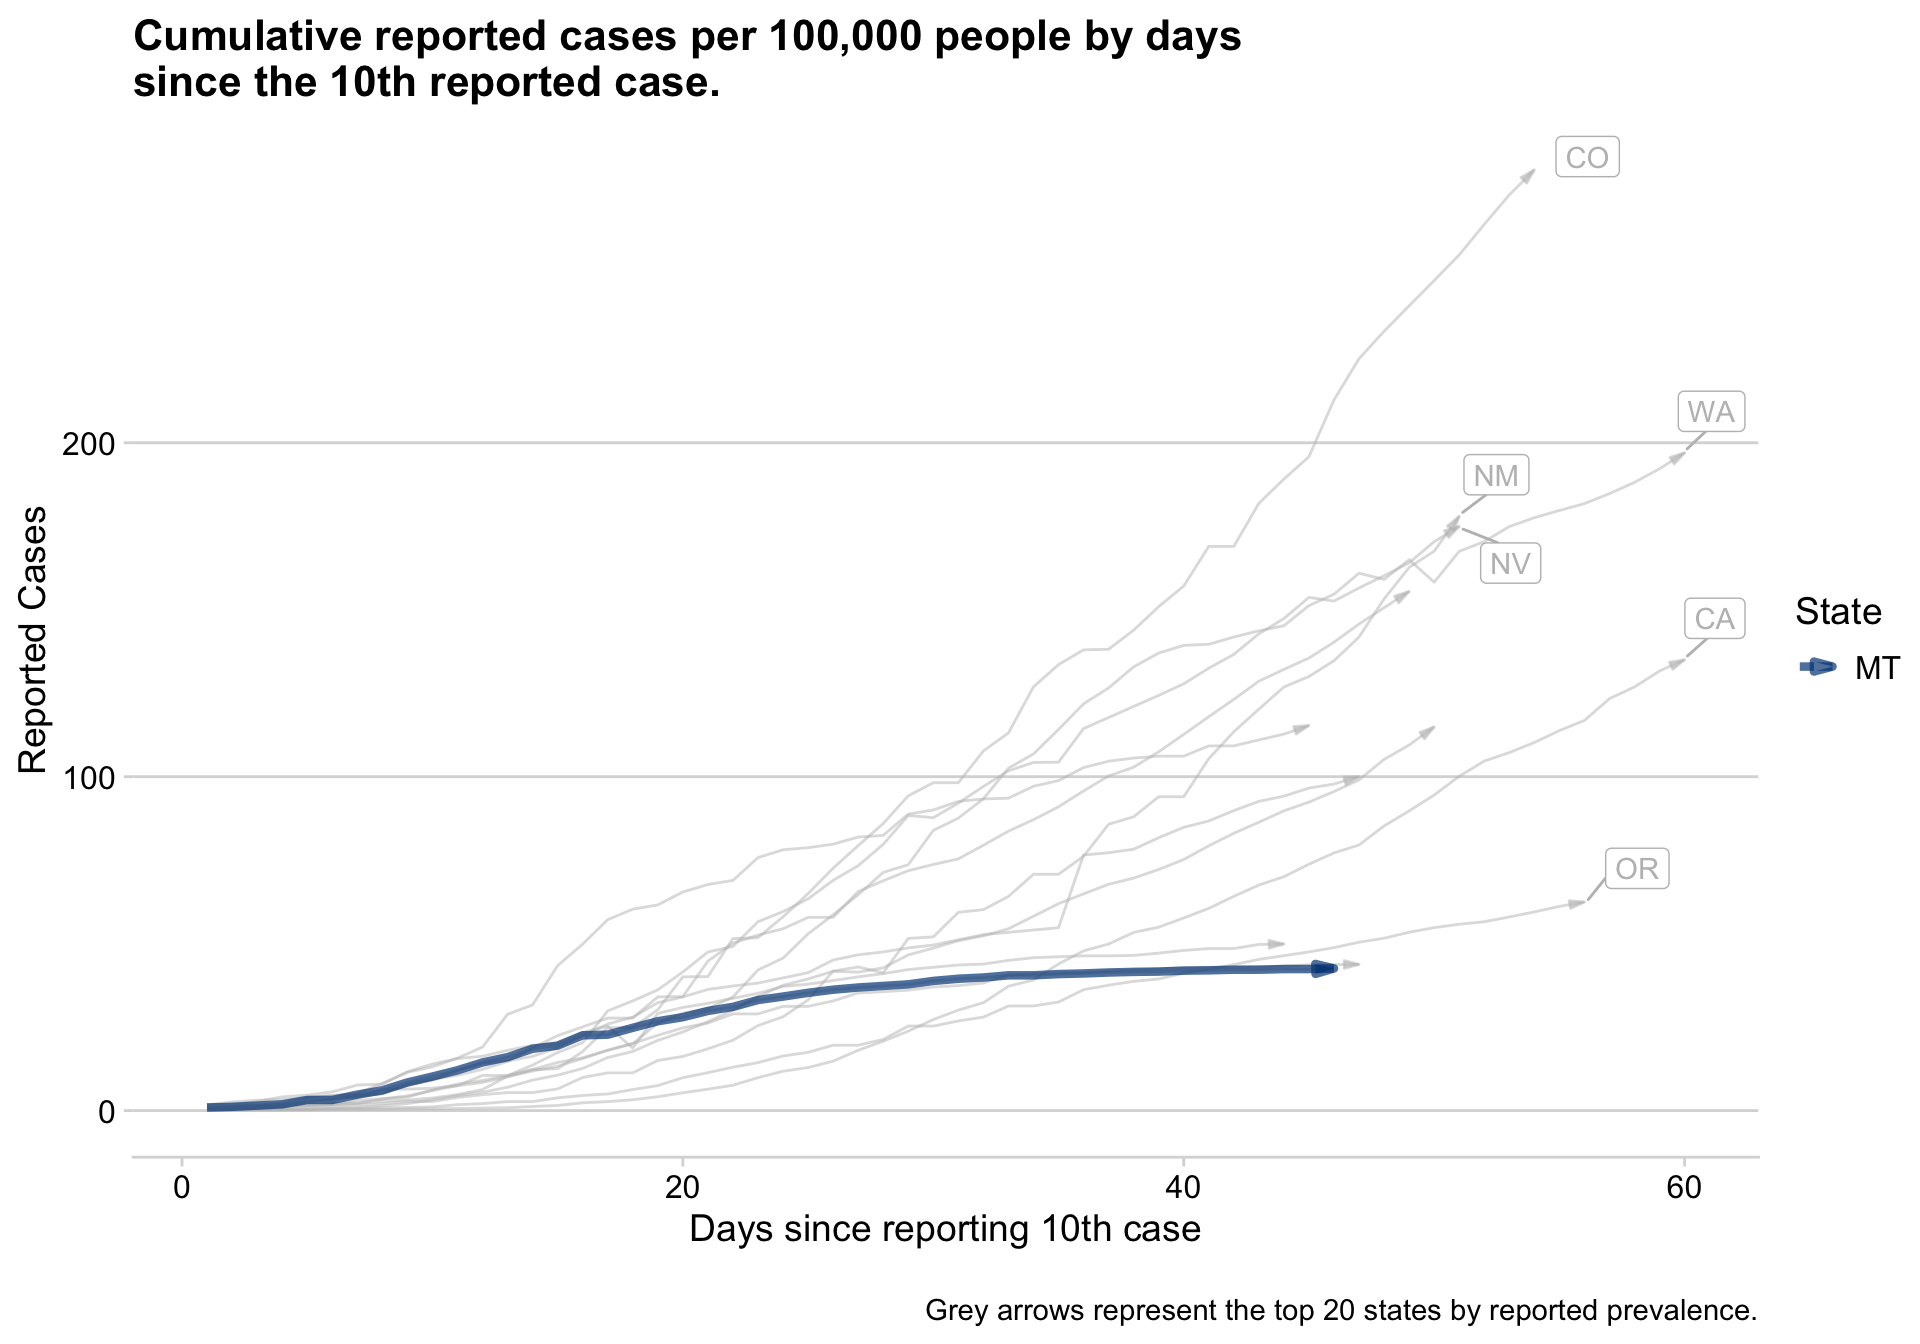 Cumulative reported cases per 100,000 people by days
since the 10th reported case.
CO
WA
200
NM
NV
CA
State
MT
Reported Cases
100
OR
0
0
20
40
60
Days since reporting 10th case
Grey arrows represent the top 20 states by reported prevalence.